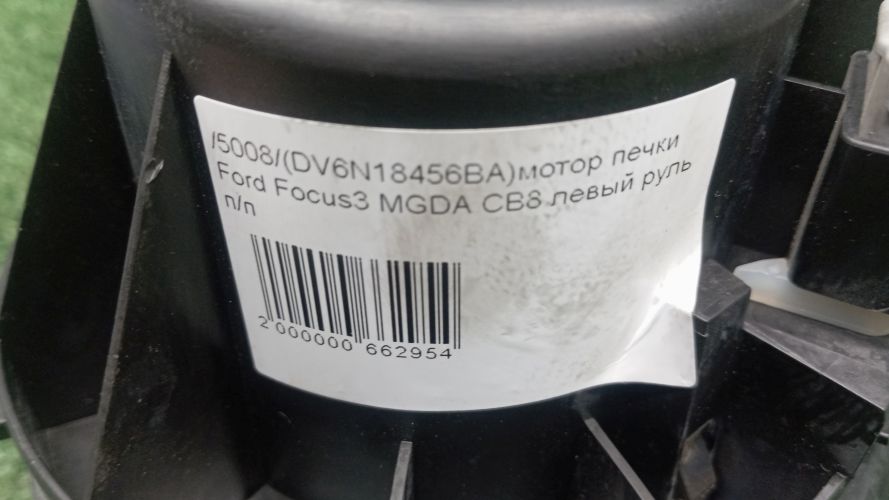 /5008/(DV6N18456BA)мотор печки
Ford Focus3 MGDA CB8 левый руль
п/п
2 000000 662954